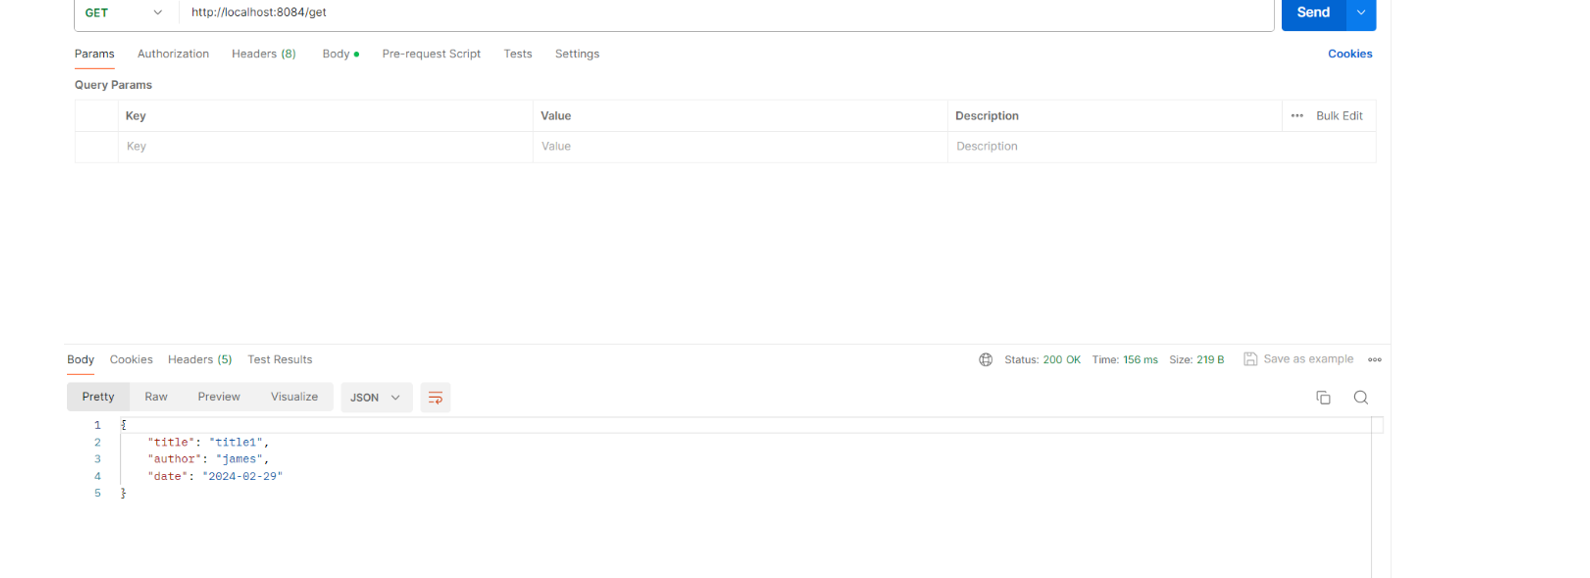 GET http://localhost:8084/get Send
Params Authorization Headers (8) Body Pre-request Script Tests Settings Cookies
Query Params
Key Value Description ••• Bulk Edit
Key Value Description
Body Cookies Headers (5) Test Results Status: 200 OK Time: 156 ms Size: 219 B Save as example
Pretty Raw Preview Visualize JSON
1 {
2 "title": "title1",
3 "author": "james",
4 "date": "2024-02-29"
5 }